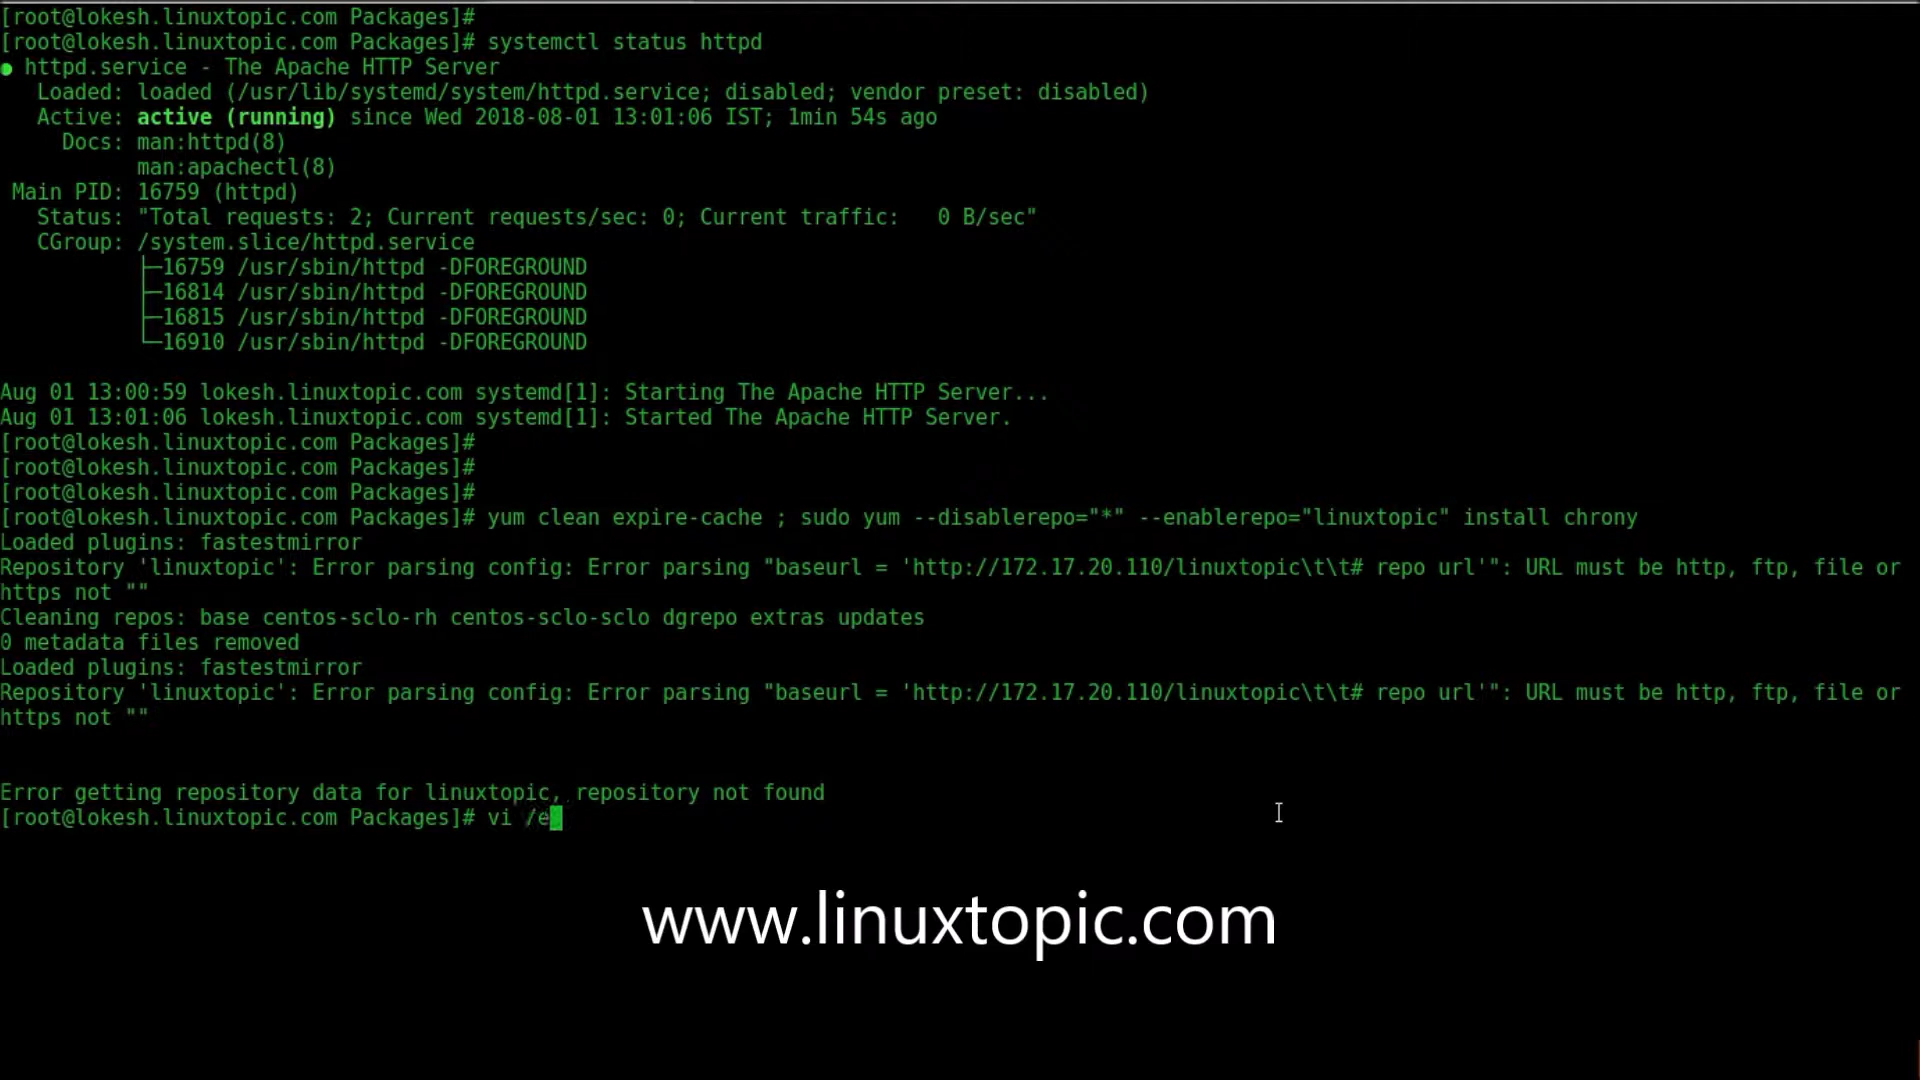 [root@lokesh.linuxtopic.com Packages]#
[root@lokesh.linuxtopic.com Packages]# systemctl status httpd
● httpd.service - The Apache HTTP Server
   Loaded: loaded (/usr/lib/systemd/system/httpd.service; disabled; vendor preset: disabled)
   Active: active (running) since Wed 2018-08-01 13:01:06 IST; 1min 54s ago
     Docs: man:httpd(8)
           man:apachectl(8)
 Main PID: 16759 (httpd)
   Status: "Total requests: 2; Current requests/sec: 0; Current traffic:   0 B/sec"
   CGroup: /system.slice/httpd.service
           ├─16759 /usr/sbin/httpd -DFOREGROUND
           ├─16814 /usr/sbin/httpd -DFOREGROUND
           ├─16815 /usr/sbin/httpd -DFOREGROUND
           └─16910 /usr/sbin/httpd -DFOREGROUND
Aug 01 13:00:59 lokesh.linuxtopic.com systemd[1]: Starting The Apache HTTP Server...
Aug 01 13:01:06 lokesh.linuxtopic.com systemd[1]: Started The Apache HTTP Server.
[root@lokesh.linuxtopic.com Packages]#
[root@lokesh.linuxtopic.com Packages]#
[root@lokesh.linuxtopic.com Packages]#
[root@lokesh.linuxtopic.com Packages]# yum clean expire-cache ; sudo yum --disablerepo="*" --enablerepo="linuxtopic" install chrony
Loaded plugins: fastestmirror
Repository 'linuxtopic': Error parsing config: Error parsing "baseurl = 'http://172.17.20.110/linuxtopic\t\t# repo url'": URL must be http, ftp, file or
https not ""
Cleaning repos: base centos-sclo-rh centos-sclo-sclo dgrepo extras updates
0 metadata files removed
Loaded plugins: fastestmirror
Repository 'linuxtopic': Error parsing config: Error parsing "baseurl = 'http://172.17.20.110/linuxtopic\t\t# repo url'": URL must be http, ftp, file or
https not ""
Error getting repository data for linuxtopic, repository not found
[root@lokesh.linuxtopic.com Packages]# vi /e
www.linuxtopic.com